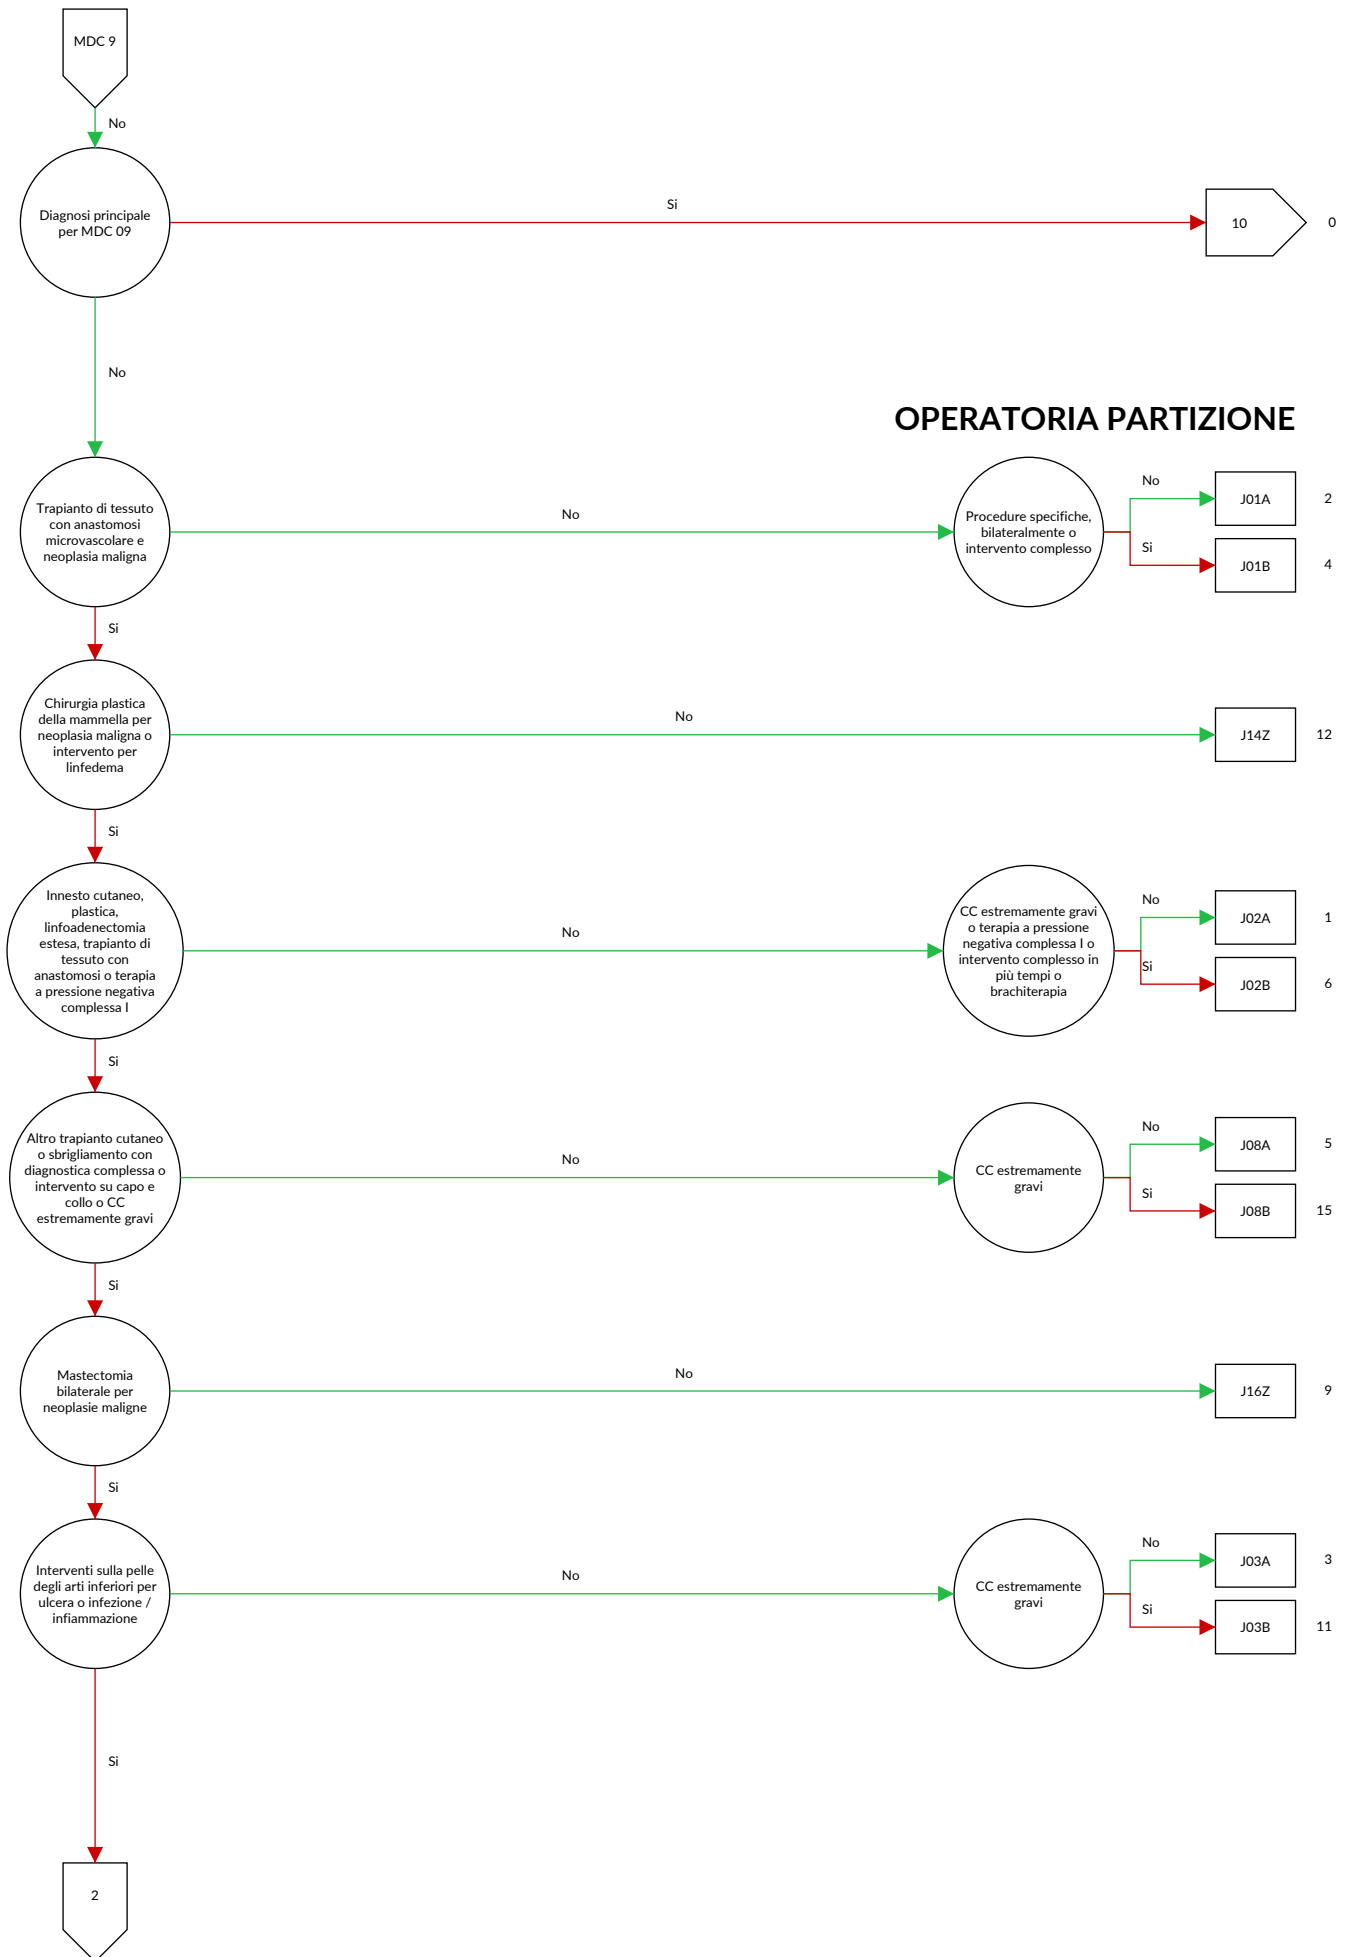 MDC 9
No
Diagnosi principale
per MDC 09
Si
10
0
No
OPERATORIA PARTIZIONE
Trapianto di tessuto
con anastomosi
microvascolare e
neoplasia maligna
No
Procedure specifiche,
bilateralmente o
intervento complesso
No
J01A
2
Si
J01B
4
Si
Chirurgia plastica
della mammella per
neoplasia maligna o
intervento per
linfedema
No
J14Z
12
Si
Innesto cutaneo,
plastica,
linfoadenectomia
estesa, trapianto di
tessuto con
anastomosi o terapia
a pressione negativa
complessa I
No
CC estremamente gravi
o terapia a pressione
negativa complessa I o
intervento complesso in
più tempi o
brachiterapia
No
J02A
1
Si
J02B
6
Si
Altro trapianto cutaneo
o sbrigliamento con
diagnostica complessa o
intervento su capo e
collo o CC
estremamente gravi
No
CC estremamente
gravi
No
J08A
5
Si
J08B
15
Si
Mastectomia
bilaterale per
neoplasie maligne
No
J16Z
9
Si
Interventi sulla pelle
degli arti inferiori per
ulcera o infezione /
infiammazione
No
CC estremamente
gravi
No
J03A
3
Si
J03B
11
Si
2